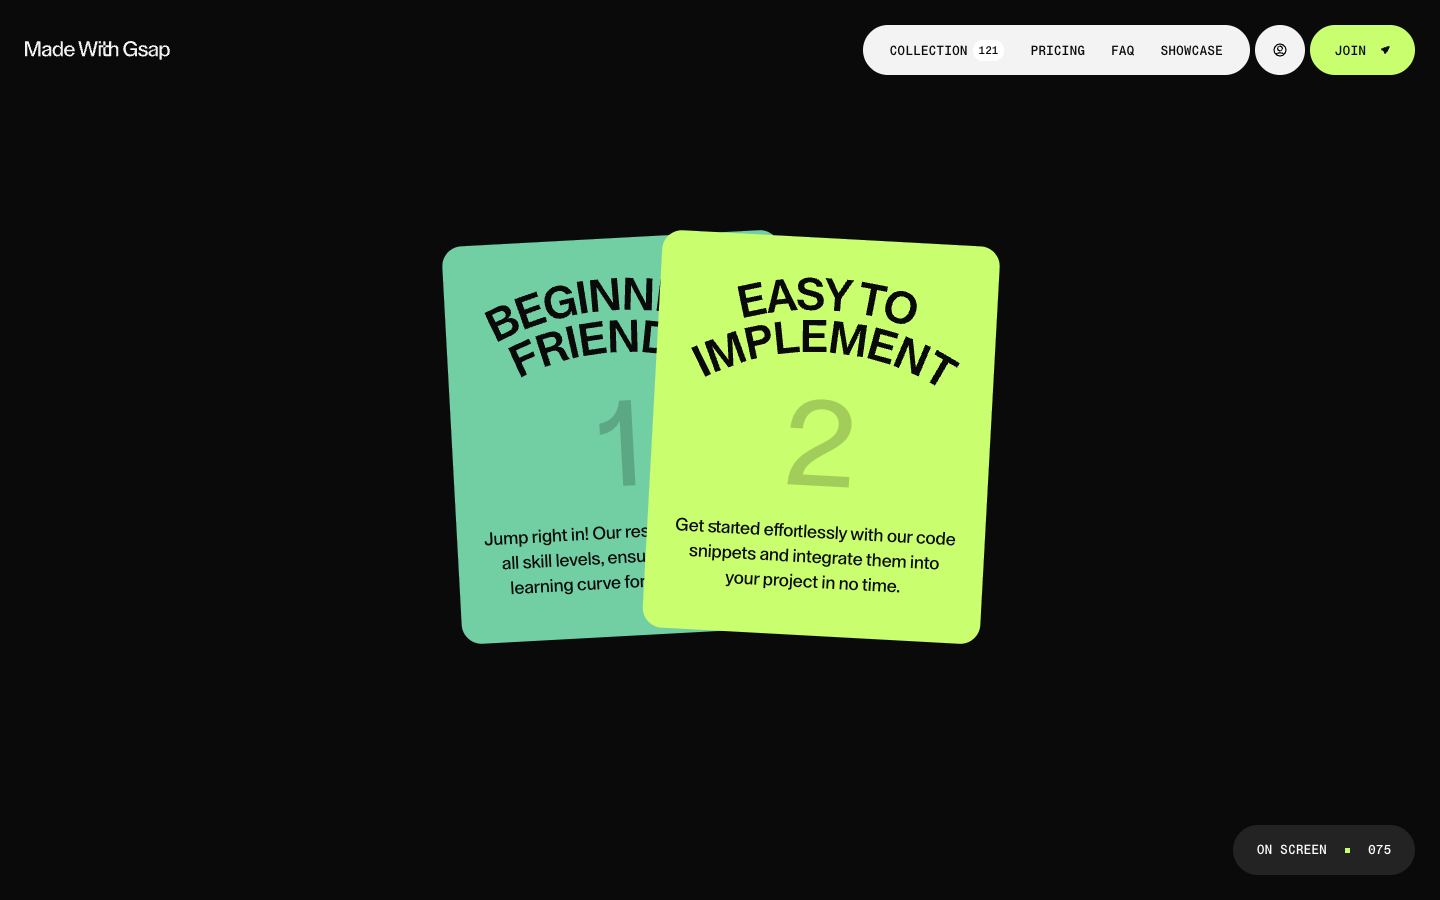 Made With Gsap
COLLECTION 121 PRICING FAQ SHOWCASE
JOIN
BEGINN
FRIEND
1
Jump right in! Our res
all skill levels, ensu
learning curve for
EASY TO
IMPLEMENT
2
Get started effortlessly with our code
snippets and integrate them into
your project in no time.
ON SCREEN 075